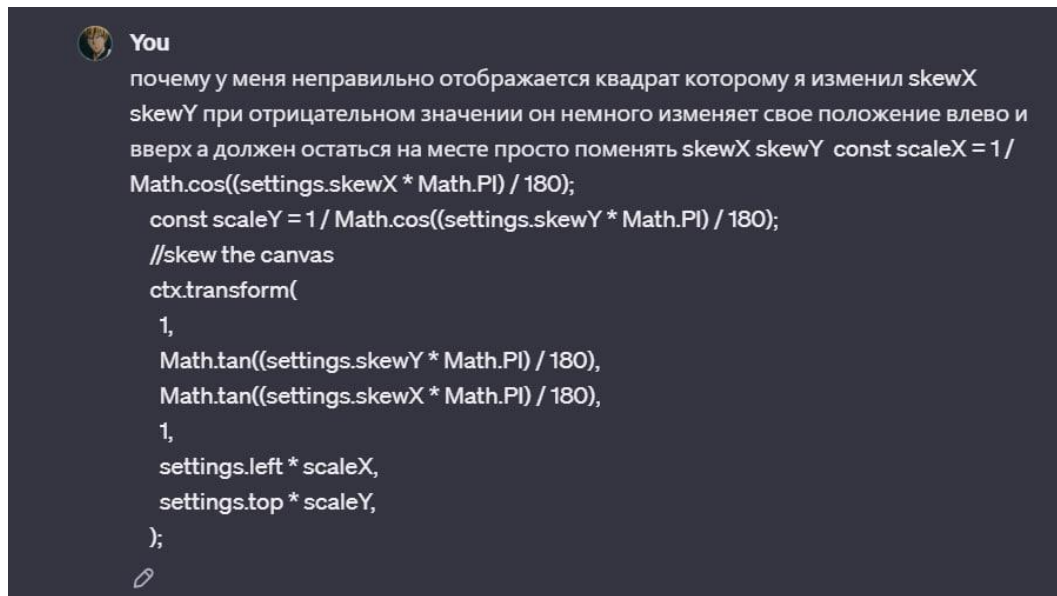 You
почему у меня неправильно отображается квадрат которому я изменил skewX
skewY при отрицательном значении он немного изменяет свое положение влево и
вверх а должен остаться на месте просто поменять skewX skewY  const scaleX = 1 /
Math.cos((settings.skewX * Math.PI) / 180);
const scaleY = 1 / Math.cos((settings.skewY * Math.PI) / 180);
//skew the canvas
ctx.transform(
1,
Math.tan((settings.skewY * Math.PI) / 180),
Math.tan((settings.skewX * Math.PI) / 180),
1,
settings.left * scaleX,
settings.top * scaleY,
);